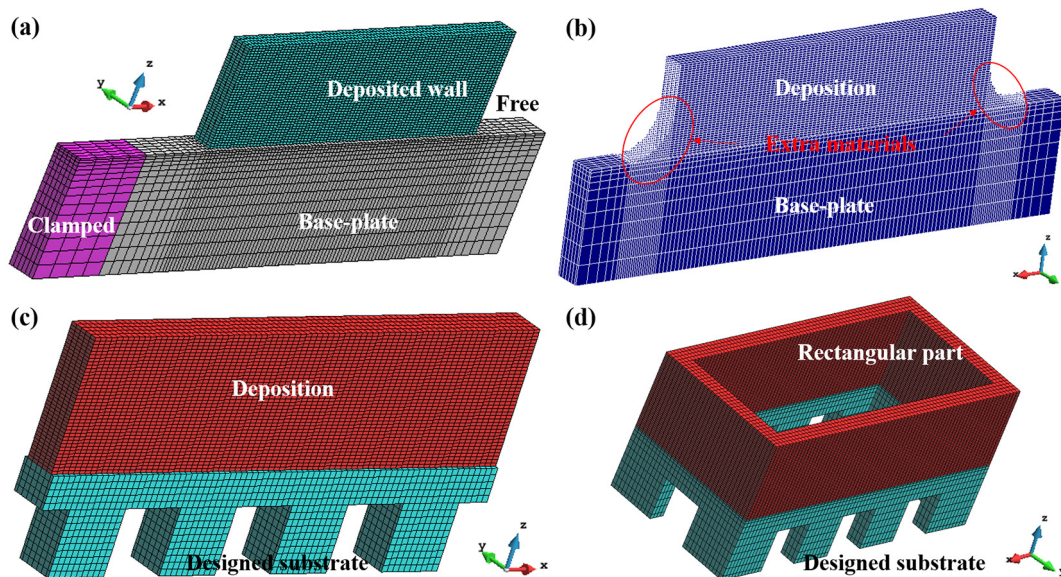 (a)
z
y
x
Deposited wall
Free
Clamped
Base-plate
(b)
Deposition
Extra materials
Base-plate
z
x
(c)
Deposition
z
y
x
Designed substrate
(d)
Rectangular part
z
x
Designed substrate